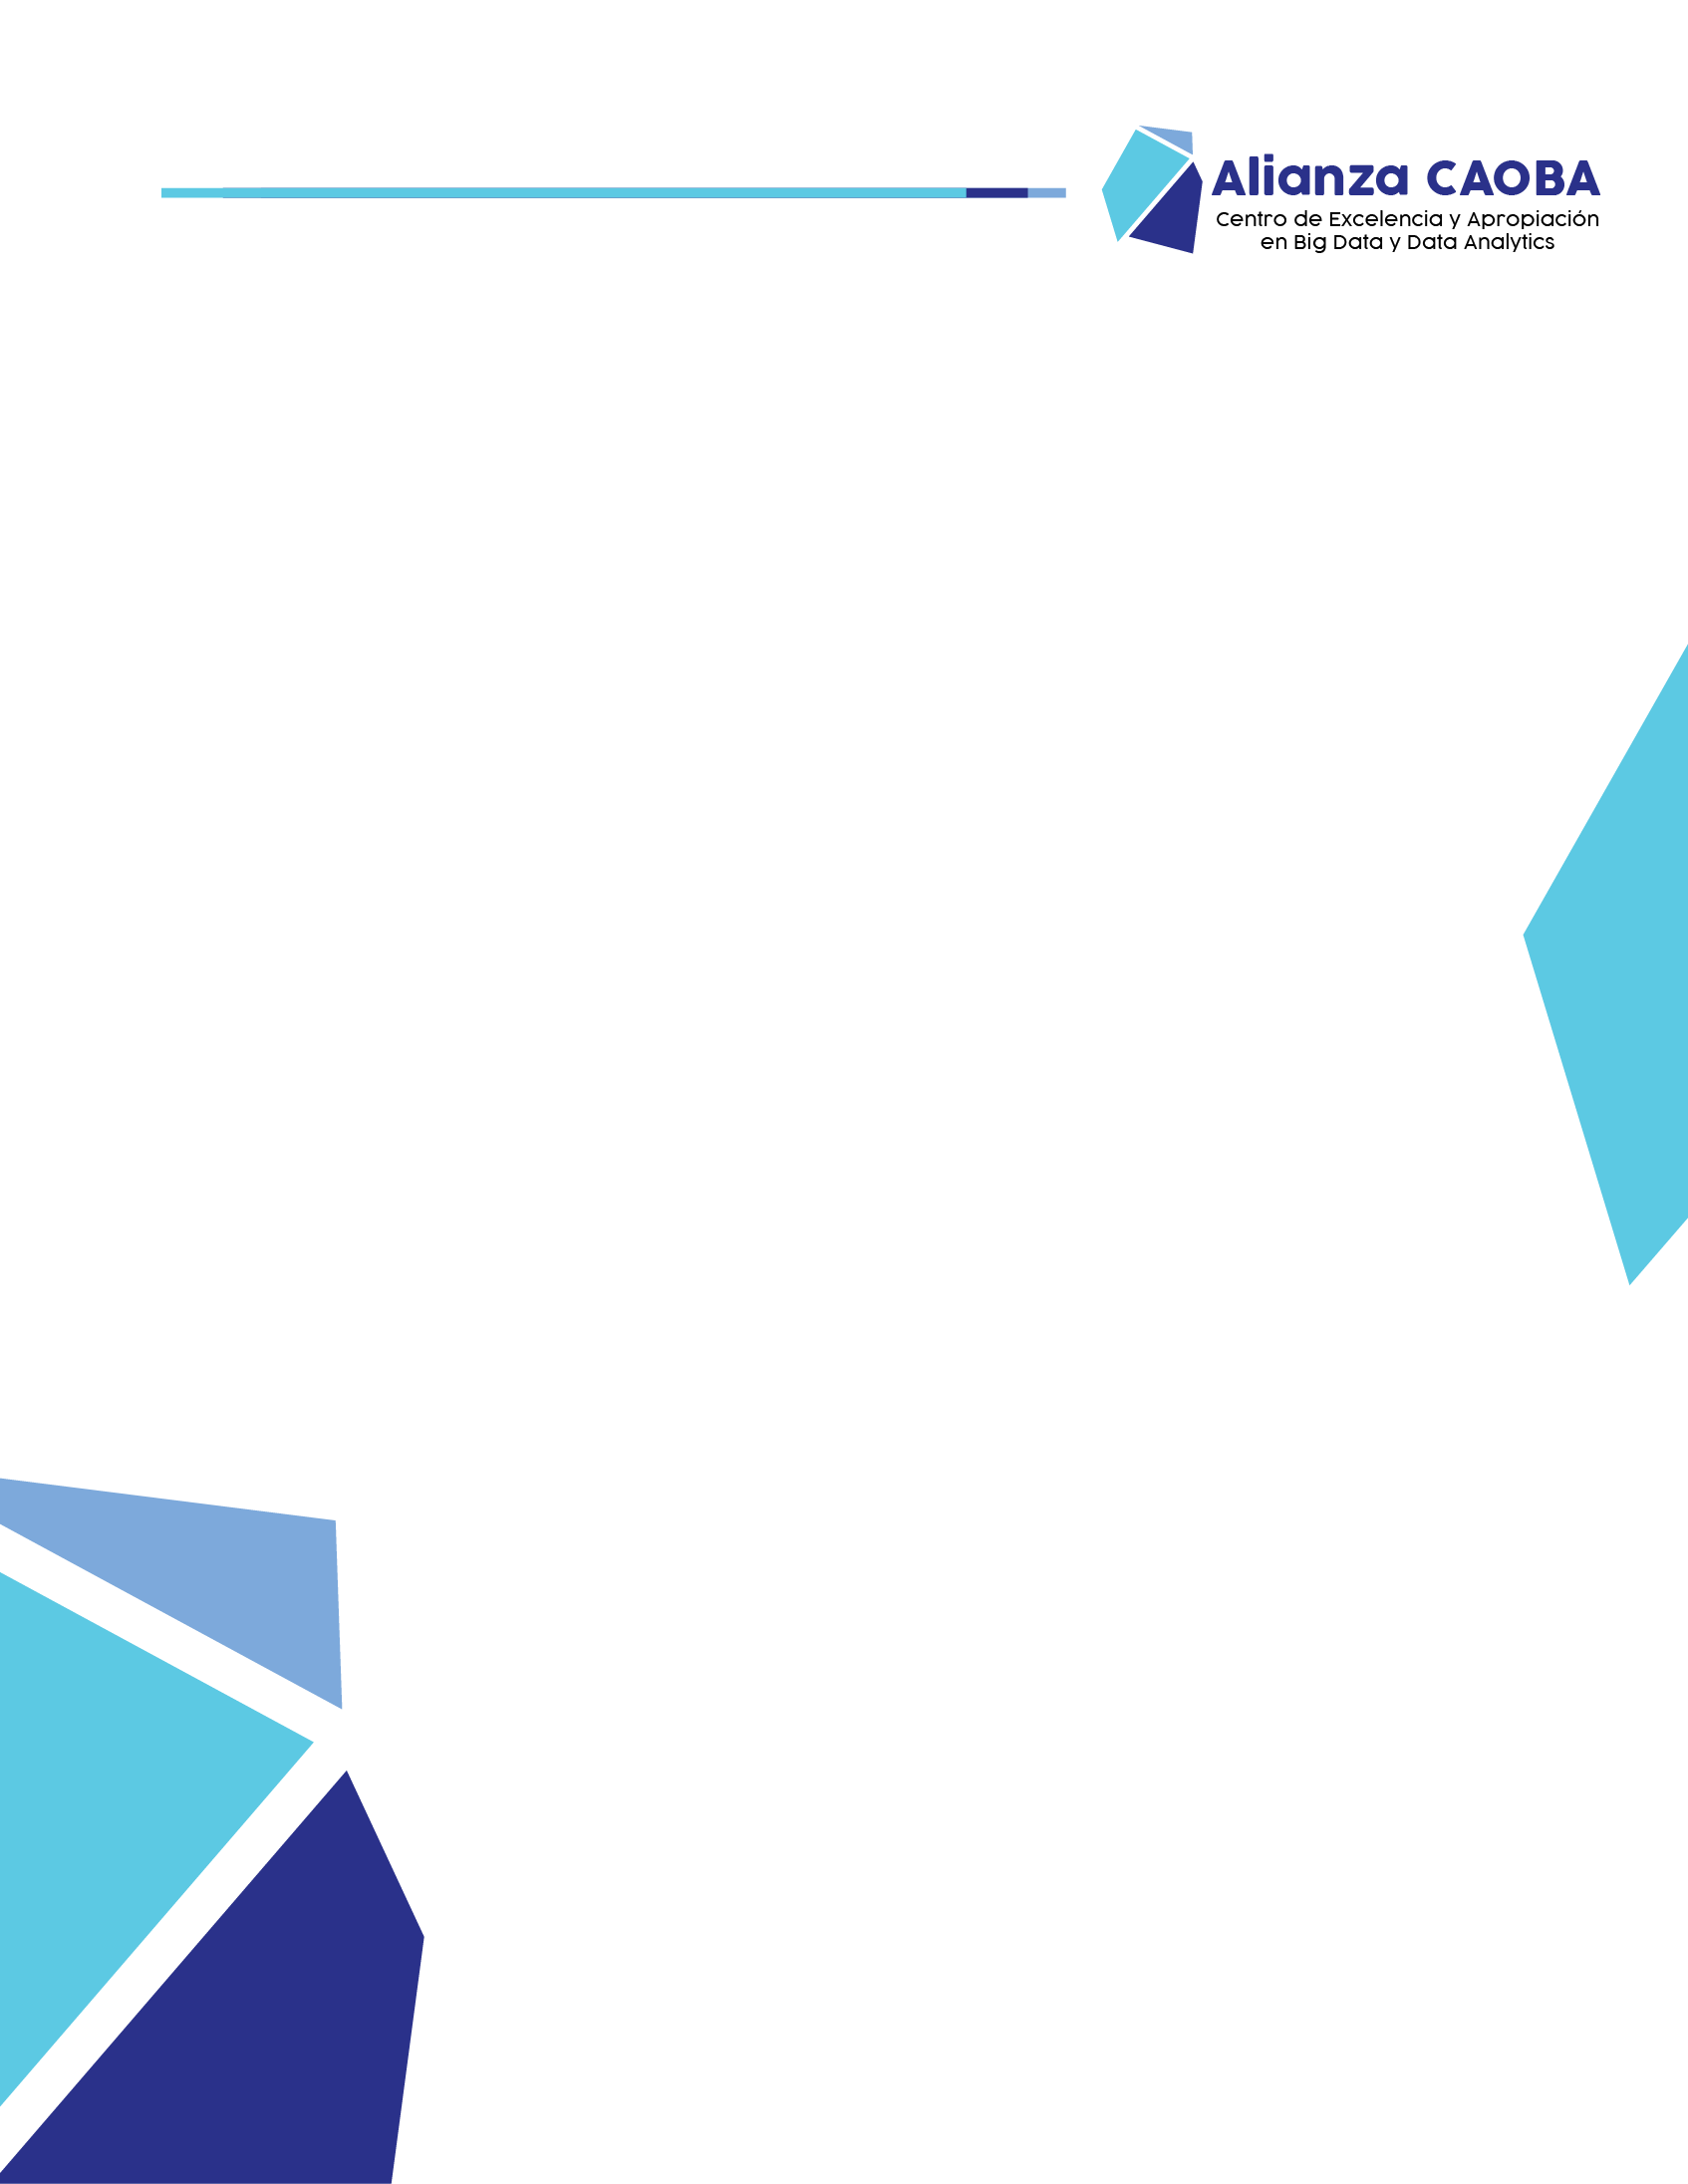 Alianza CAOBA
Centro de Excelencia y Apropiación
en Big Data y Data Analytics